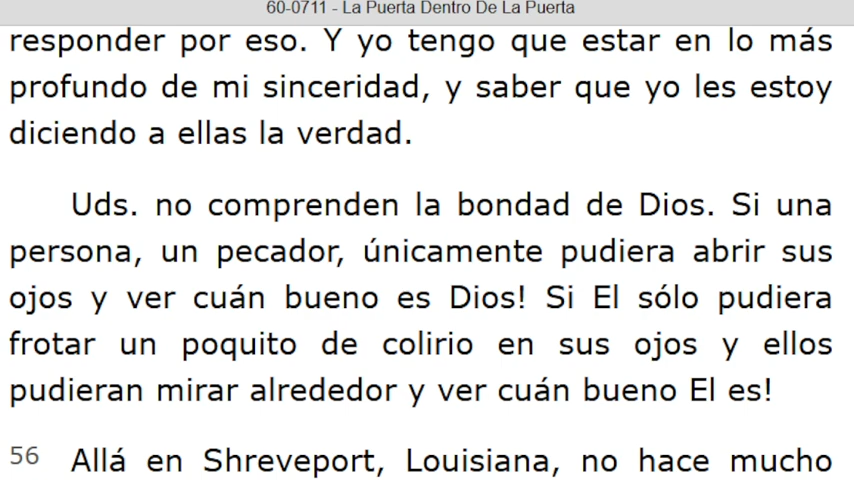 60-0711 - La Puerta Dentro De La Puerta
responder por eso. Y yo tengo que estar en lo más
profundo de mi sinceridad, y saber que yo les estoy
diciendo a ellas la verdad.
Uds. no comprenden la bondad de Dios. Si una
persona, un pecador, únicamente pudiera abrir sus
ojos y ver cuán bueno es Dios! Si El sólo pudiera
frotar un poquito de colirio en sus ojos y ellos
pudieran mirar alrededor y ver cuán bueno El es!
56 Allá en Shreveport, Louisiana, no hace mucho